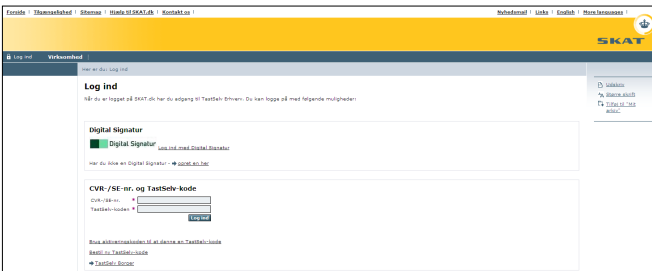 Forside | Tilgængelighed | Sitemap | Hjælp til SKAT.dk | Kontakt os |
Nyhedsmail | Links | English | More languages |
SKAT
Log ind Virksomhed |
Her er du: Log ind
Log ind
Når du er logget på SKAT.dk har du adgang til TastSelv Erhverv. Du kan logge på med følgende muligheder:
Udskriv
Større skrift
Tilføj til "Mit
arkiv"
Digital Signatur
Digital Signatur Log ind med Digital Signatur
Har du ikke en Digital Signatur - opret en her
CVR-/SE-nr. og TastSelv-kode
CVR-/SE-nr. *
TastSelv-koden *
Log ind
Brug aktiveringskoden til at danne en TastSelv-kode
Bestil ny TastSelv-kode
TastSelv Borger